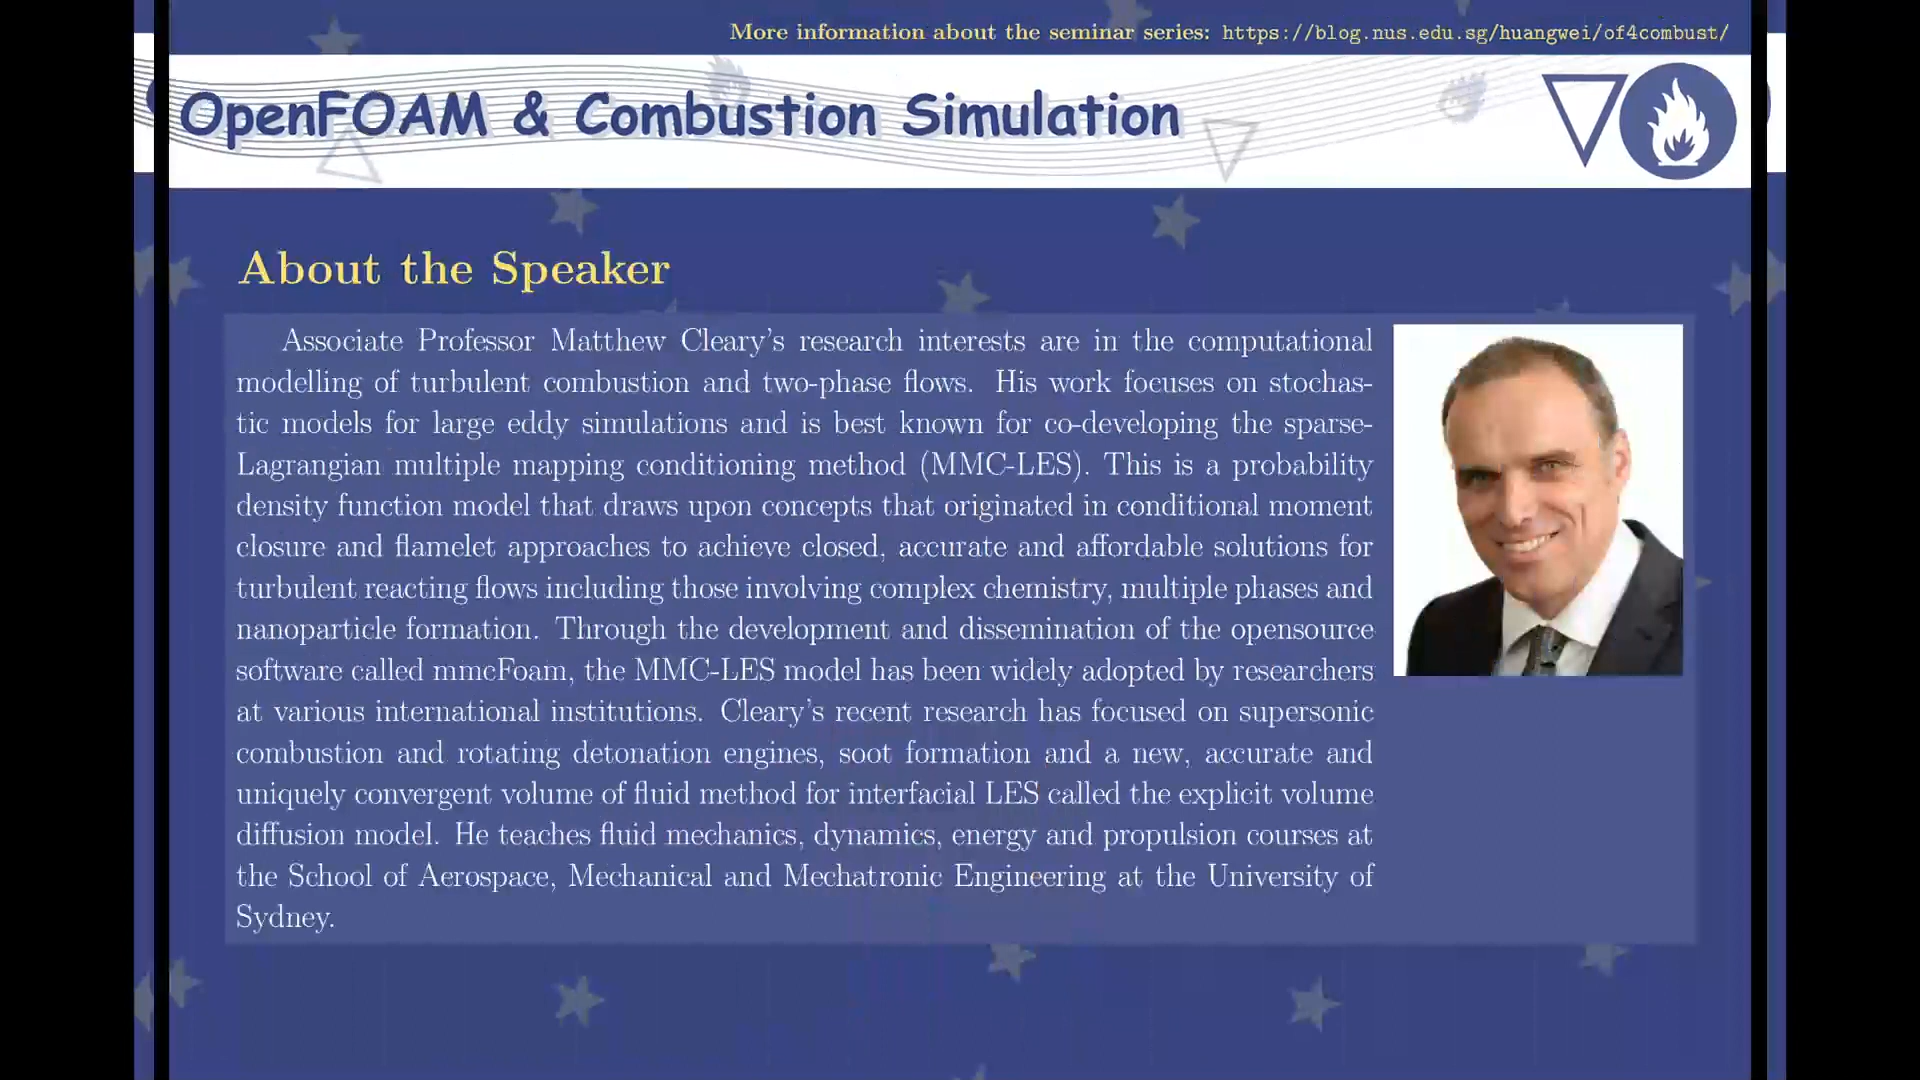 More information about the seminar series: https://blog.nus.edu.sg/huangwei/of4combust/
OpenFOAM & Combustion Simulation
About the Speaker
Associate Professor Matthew Cleary's research interests are in the computational
modelling of turbulent combustion and two-phase flows. His work focuses on stochas-
tic models for large eddy simulations and is best known for co-developing the sparse-
Lagrangian multiple mapping conditioning method (MMC-LES). This is a probability
density function model that draws upon concepts that originated in conditional moment
closure and flamelet approaches to achieve closed, accurate and affordable solutions for
turbulent reacting flows including those involving complex chemistry, multiple phases and
nanoparticle formation. Through the development and dissemination of the opensource
software called mmcFoam, the MMC-LES model has been widely adopted by researchers
at various international institutions. Cleary's recent research has focused on supersonic
combustion and rotating detonation engines, soot formation and a new, accurate and
uniquely convergent volume of fluid method for interfacial LES called the explicit volume
diffusion model. He teaches fluid mechanics, dynamics, energy and propulsion courses at
the School of Aerospace, Mechanical and Mechatronic Engineering at the University of
Sydney.